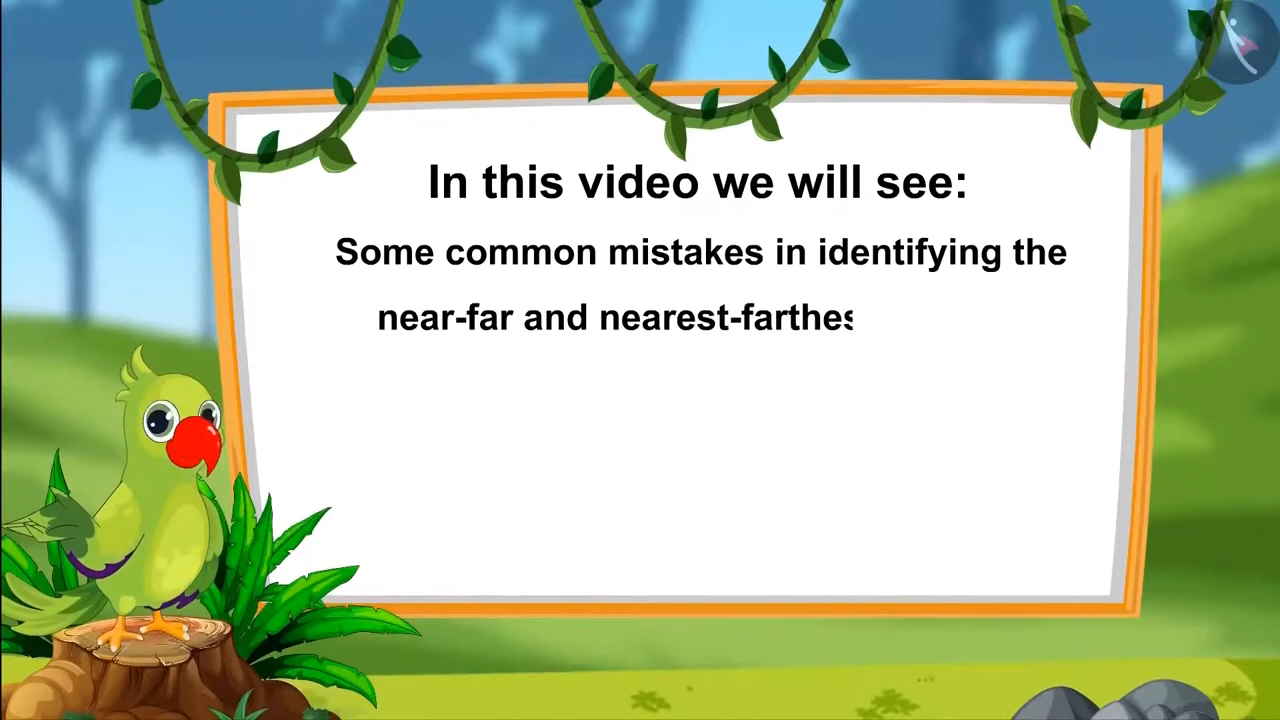 In this video we will see:
Some common mistakes in identifying the
near-far and nearest-farthes